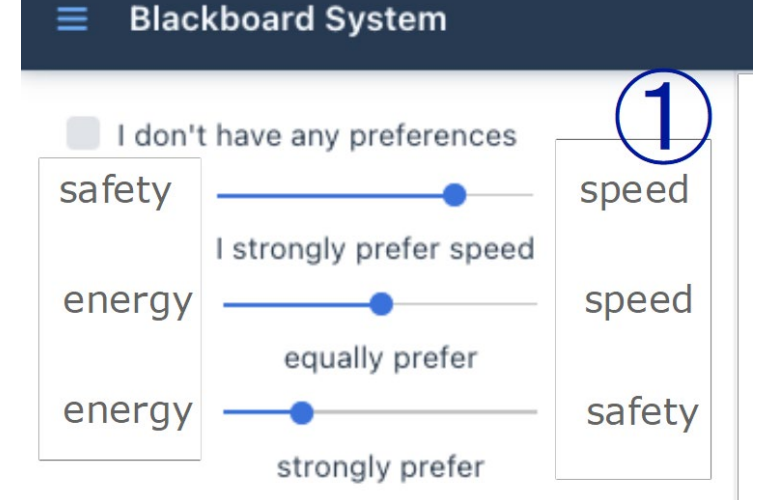 Blackboard System
①
I don't have any preferences
safety speed
I strongly prefer speed
energy speed
equally prefer
energy safety
strongly prefer